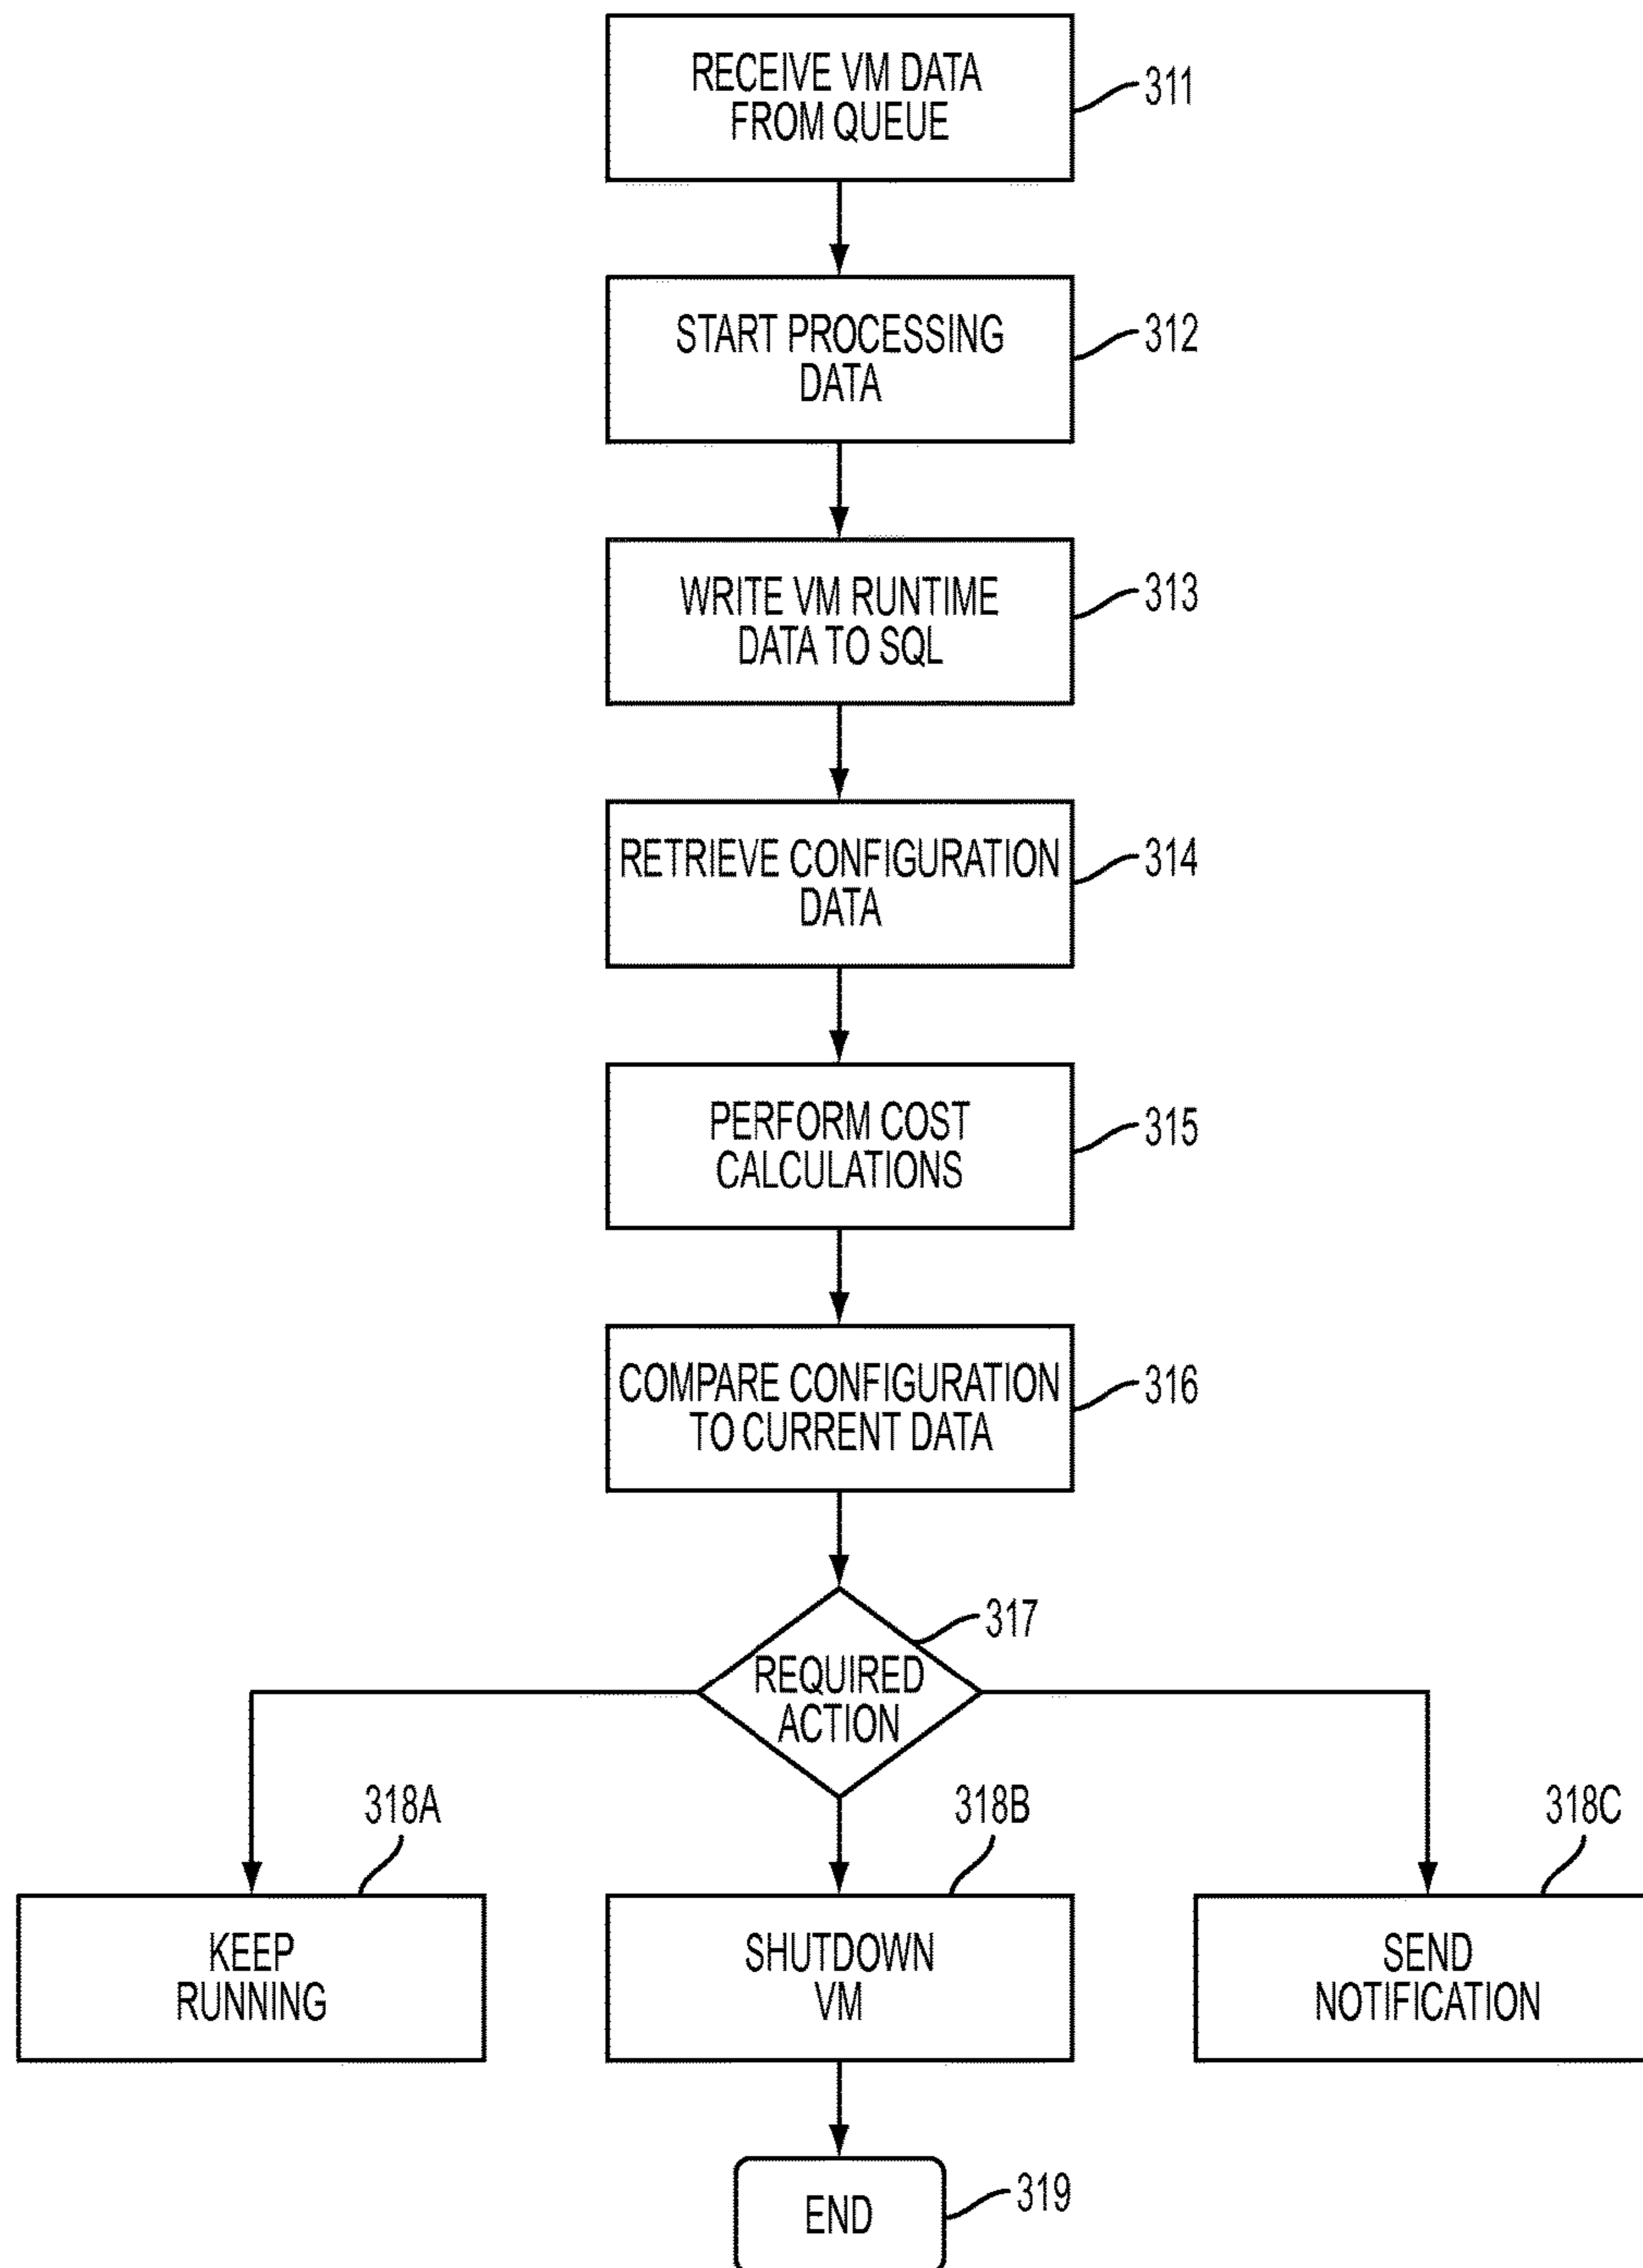 RECEIVE VM DATA
FROM QUEUE
311
START PROCESSING
DATA
312
WRITE VM RUNTIME
DATA TO SQL
313
RETRIEVE CONFIGURATION
DATA
314
PERFORM COST
CALCULATIONS
315
COMPARE CONFIGURATION
TO CURRENT DATA
316
317
REQUIRED
ACTION
318A
318B
318C
KEEP
RUNNING
SHUTDOWN
VM
SEND
NOTIFICATION
END
319